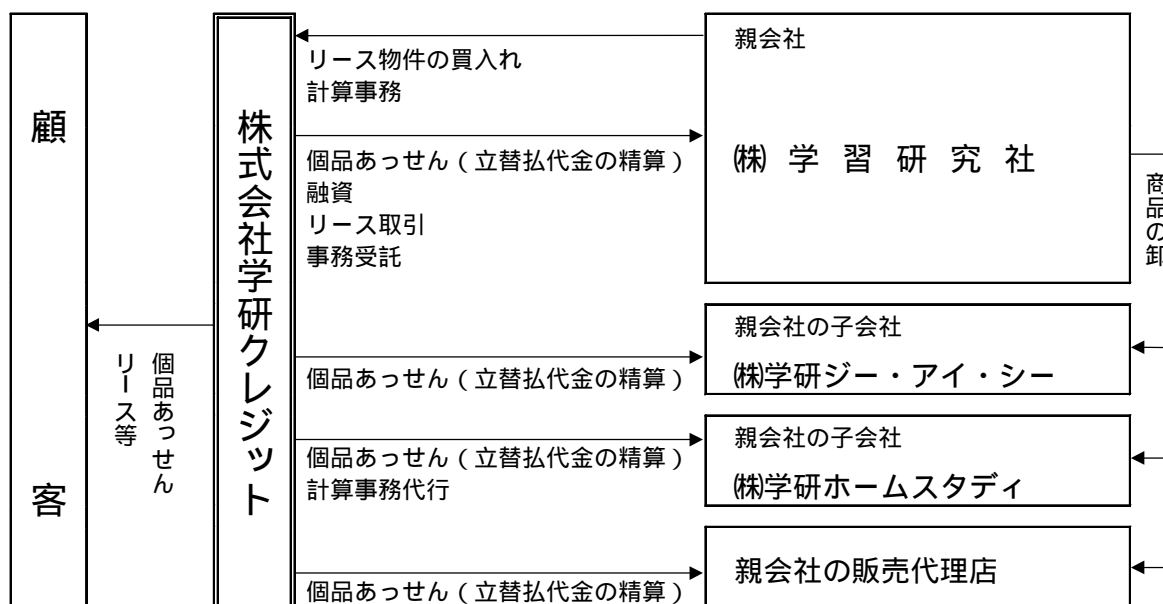 顧客
個品あっせん
リース等
株式会社学研クレジット
リース物件の買入れ
計算事務
個品あっせん（立替払代金の精算）
融資
リース取引
事務受託
個品あっせん（立替払代金の精算）
個品あっせん（立替払代金の精算）
計算事務代行
個品あっせん（立替払代金の精算）
親会社
㈱学習研究社
親会社の子会社
㈱学研ジー・アイ・シー
親会社の子会社
㈱学研ホームスタディ
親会社の販売代理店
商品の卸